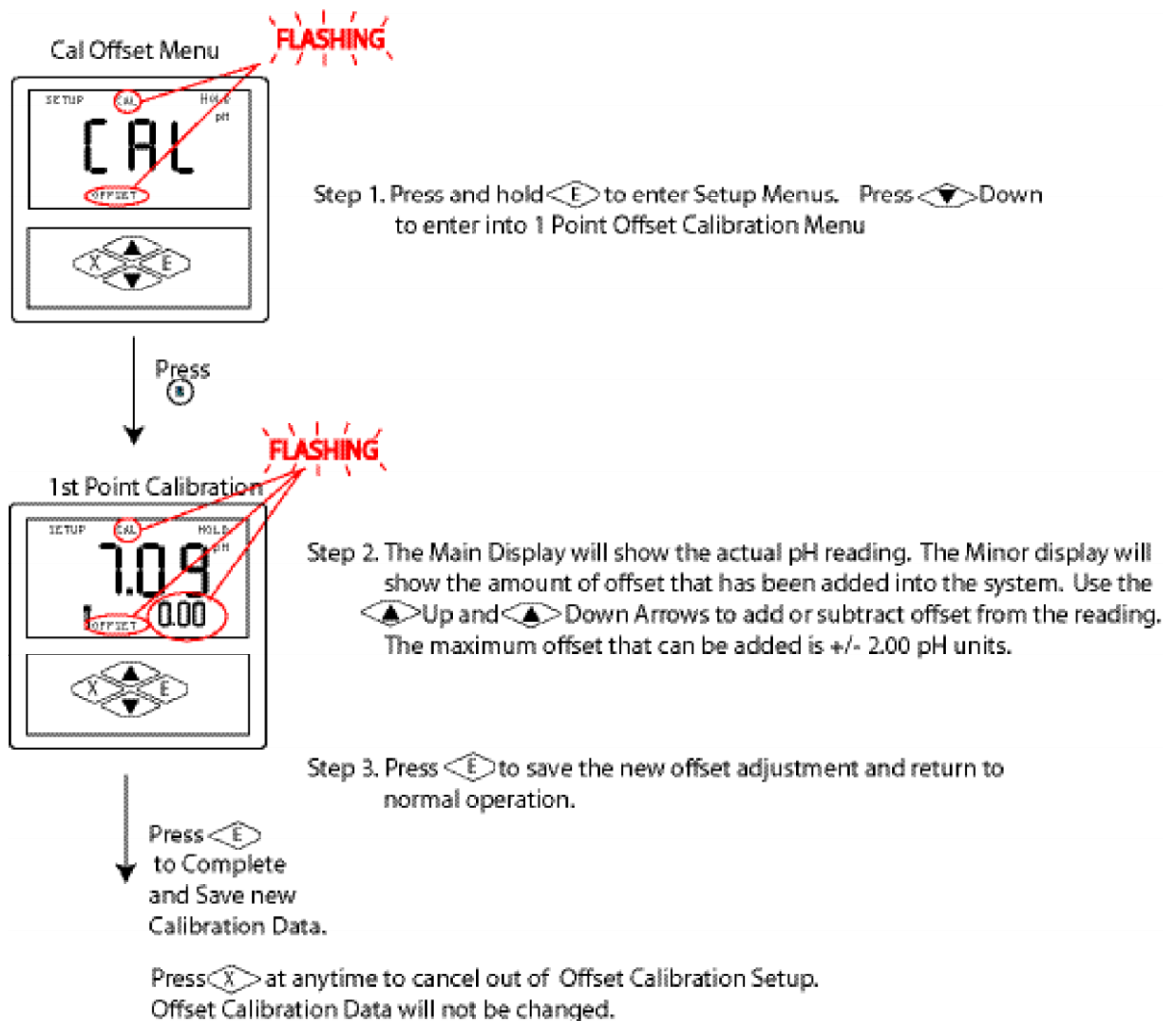 FLASHING
Cal Offset Menu
SETUP CAL HOLD
pH
CAL
OFFSET
X E
Step 1. Press and hold E to enter Setup Menus. Press Down
to enter into 1 Point Offset Calibration Menu
Press
FLASHING
1st Point Calibration
SETUP CAL HOLD
pH
7.09
OFFSET 0.00
X E
Step 2. The Main Display will show the actual pH reading. The Minor display will
show the amount of offset that has been added into the system. Use the
Up and Down Arrows to add or subtract offset from the reading.
The maximum offset that can be added is +/- 2.00 pH units.
Step 3. Press E to save the new offset adjustment and return to
normal operation.
Press E
to Complete
and Save new
Calibration Data.
Press X at anytime to cancel out of Offset Calibration Setup.
Offset Calibration Data will not be changed.